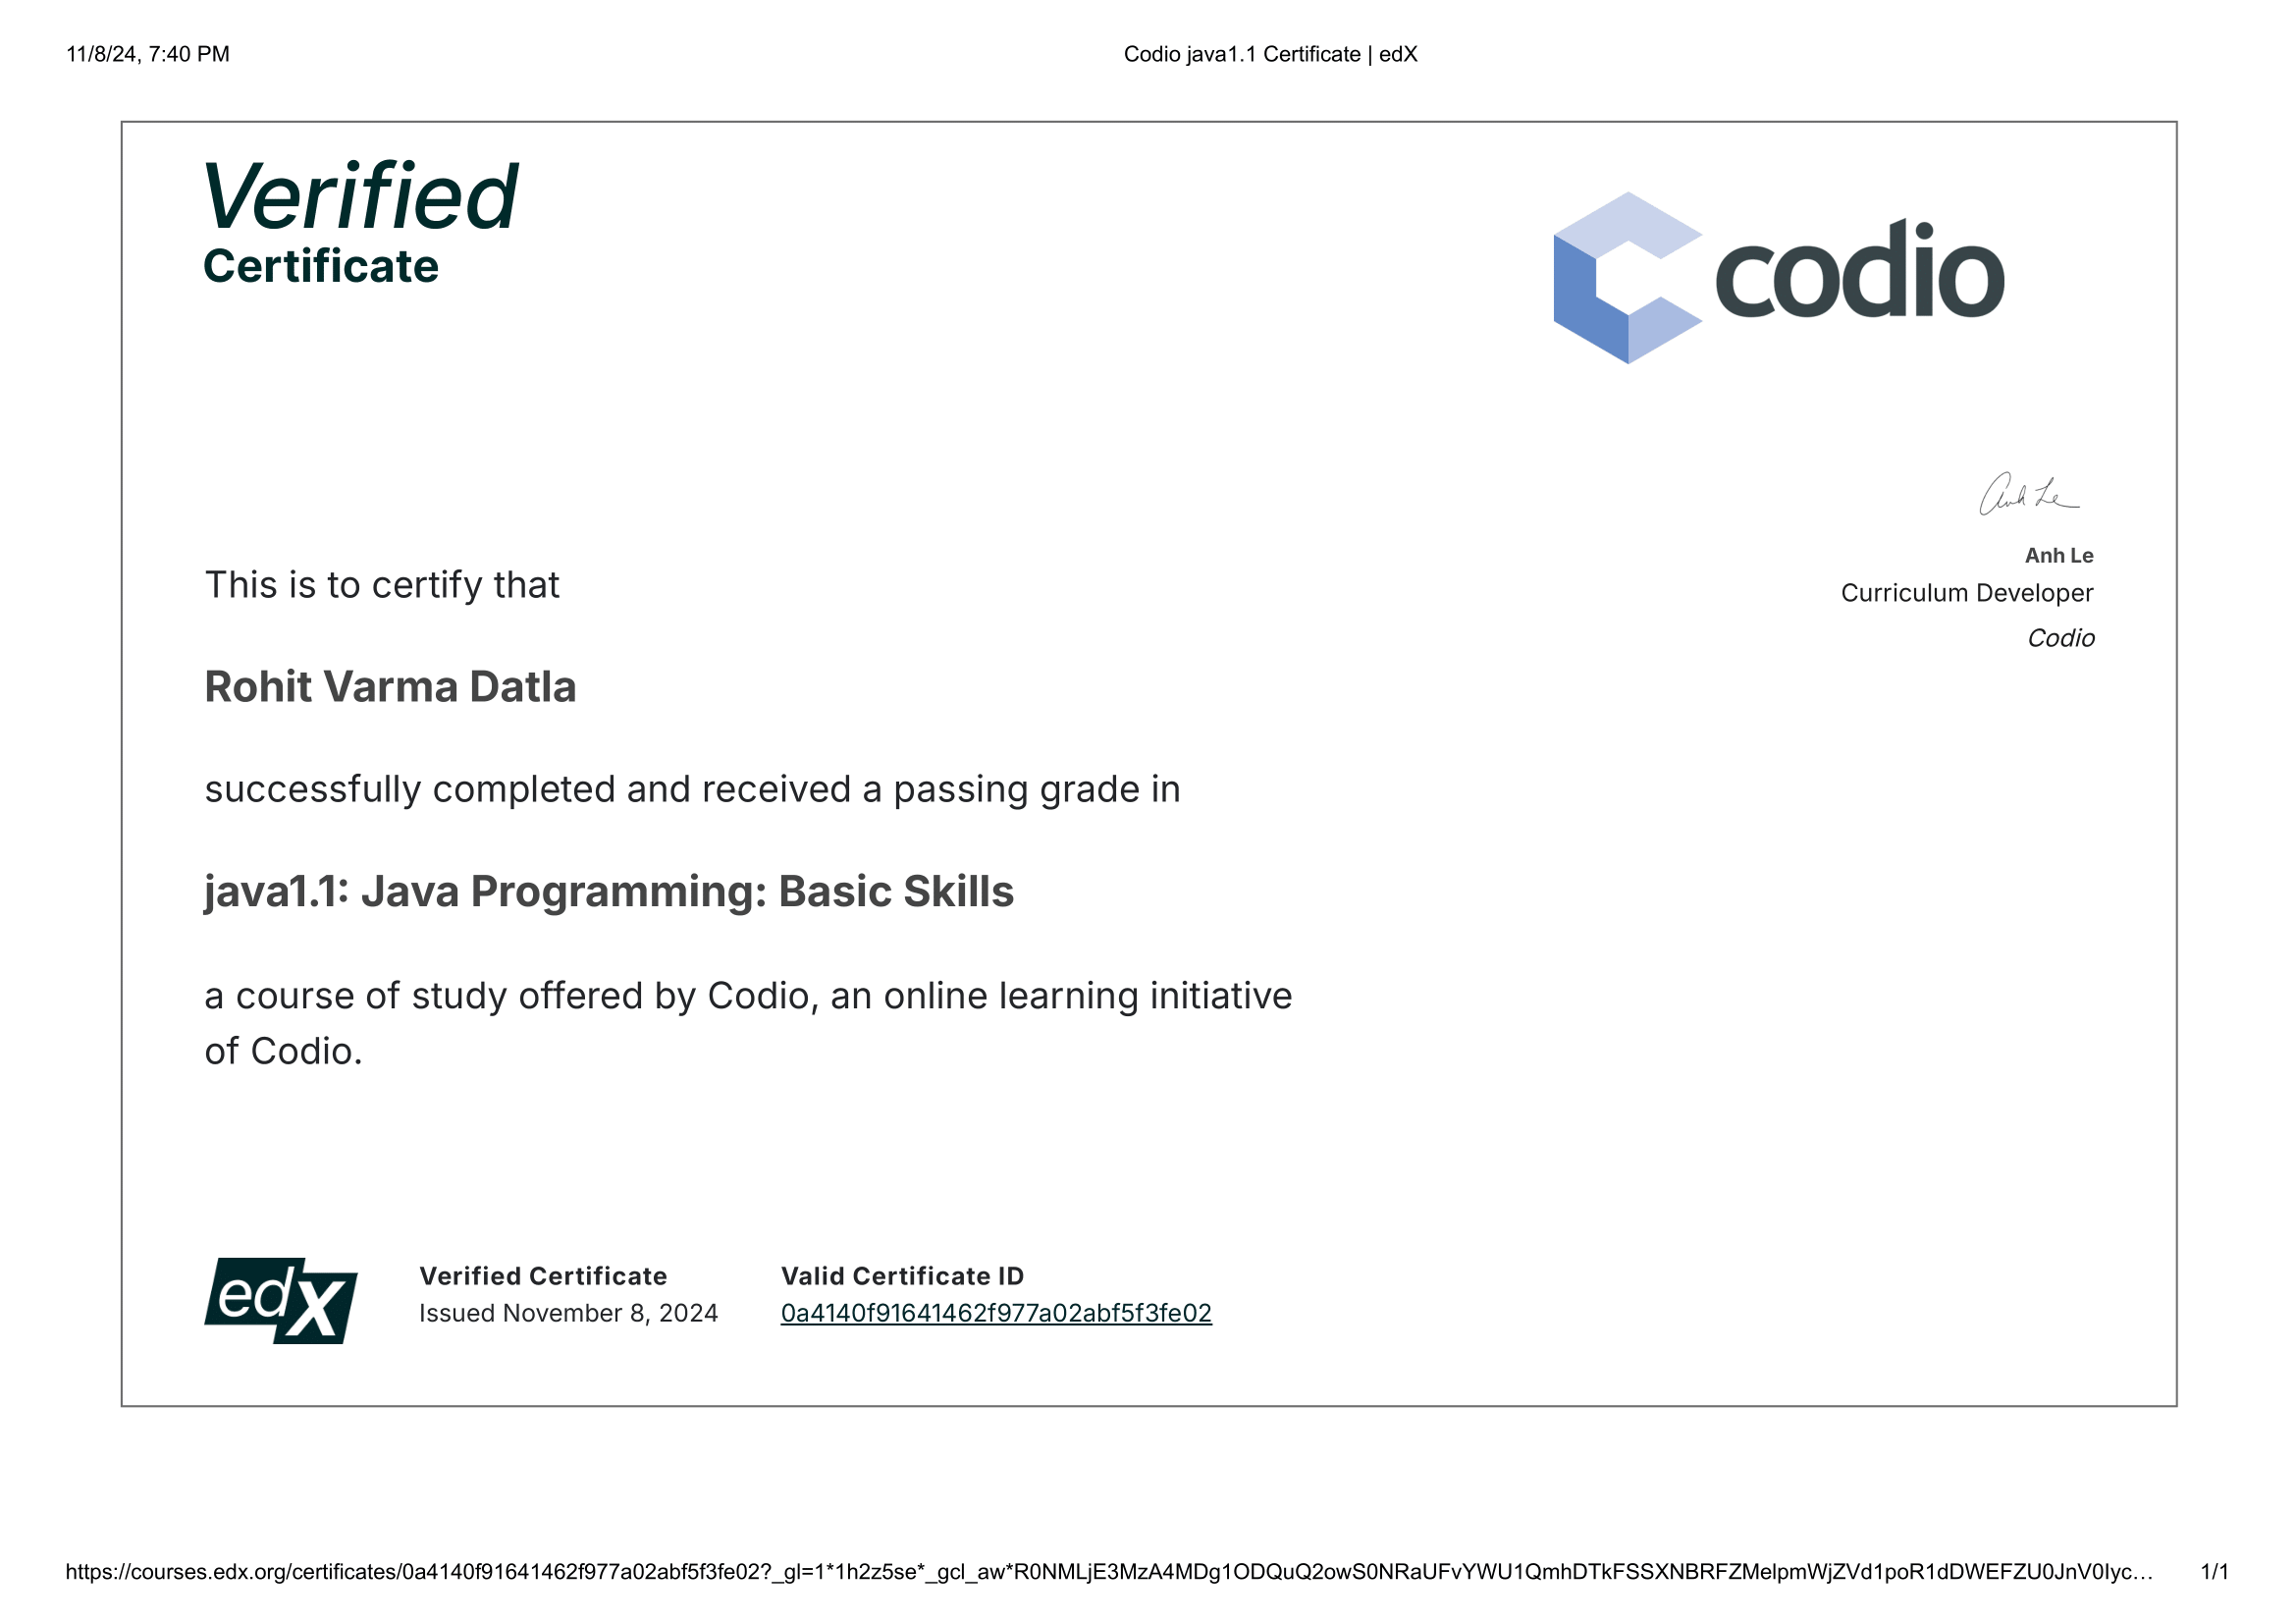 11/8/24, 7:40 PM
Codio java1.1 Certificate | edX
Verified
Certificate
codio
Anh Le
Anh Le
Curriculum Developer
Codio
This is to certify that
Rohit Varma Datla
successfully completed and received a passing grade in
java1.1: Java Programming: Basic Skills
a course of study offered by Codio, an online learning initiative
of Codio.
edX
Verified Certificate
Issued November 8, 2024
Valid Certificate ID
0a4140f91641462f977a02abf5f3fe02
https://courses.edx.org/certificates/0a4140f91641462f977a02abf5f3fe02?_gl=1*1h2z5se*_gcl_aw*R0NMLjE3MzA4MDg1ODQuQ2owS0NRaUFvYWU1QmhDTkFSSXNBRFZMelpmWjZVd1poR1dDWEFZU0JnV0Iyc…
1/1